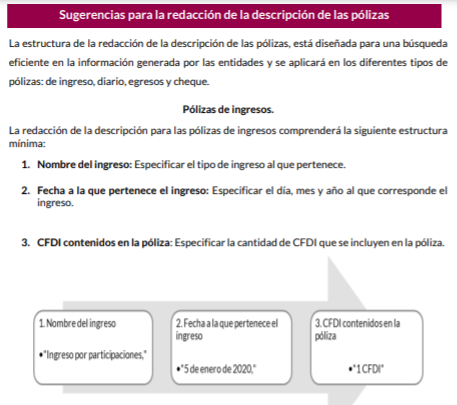 Sugerencias para la redacción de la descripción de las pólizas
La estructura de la redacción de la descripción de las pólizas, está diseñada para una búsqueda
eficiente en la información generada por las entidades y se aplicará en los diferentes tipos de
pólizas: de ingreso, diario, egresos y cheque.
Pólizas de ingresos.
La redacción de la descripción para las pólizas de ingresos comprenderá la siguiente estructura
mínima:
1. Nombre del ingreso: Especificar el tipo de ingreso al que pertenece.
2. Fecha a la que pertenece el ingreso: Especificar el día, mes y año al que corresponde el
ingreso.
3. CFDI contenidos en la póliza: Especificar la cantidad de CFDI que se incluyen en la póliza.
1. Nombre del ingreso
•"Ingreso por participaciones,"
2. Fecha a la que pertenece el
ingreso
•"5 de enero de 2020,"
3. CFDI contenidos en la
póliza
•"1 CFDI"